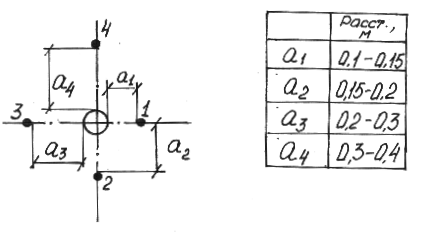 4
a4
a1
3
1
a3
a2
2
Расст., м
a1 0,1-0,15
a2 0,15-0,2
a3 0,2-0,3
a4 0,3-0,4